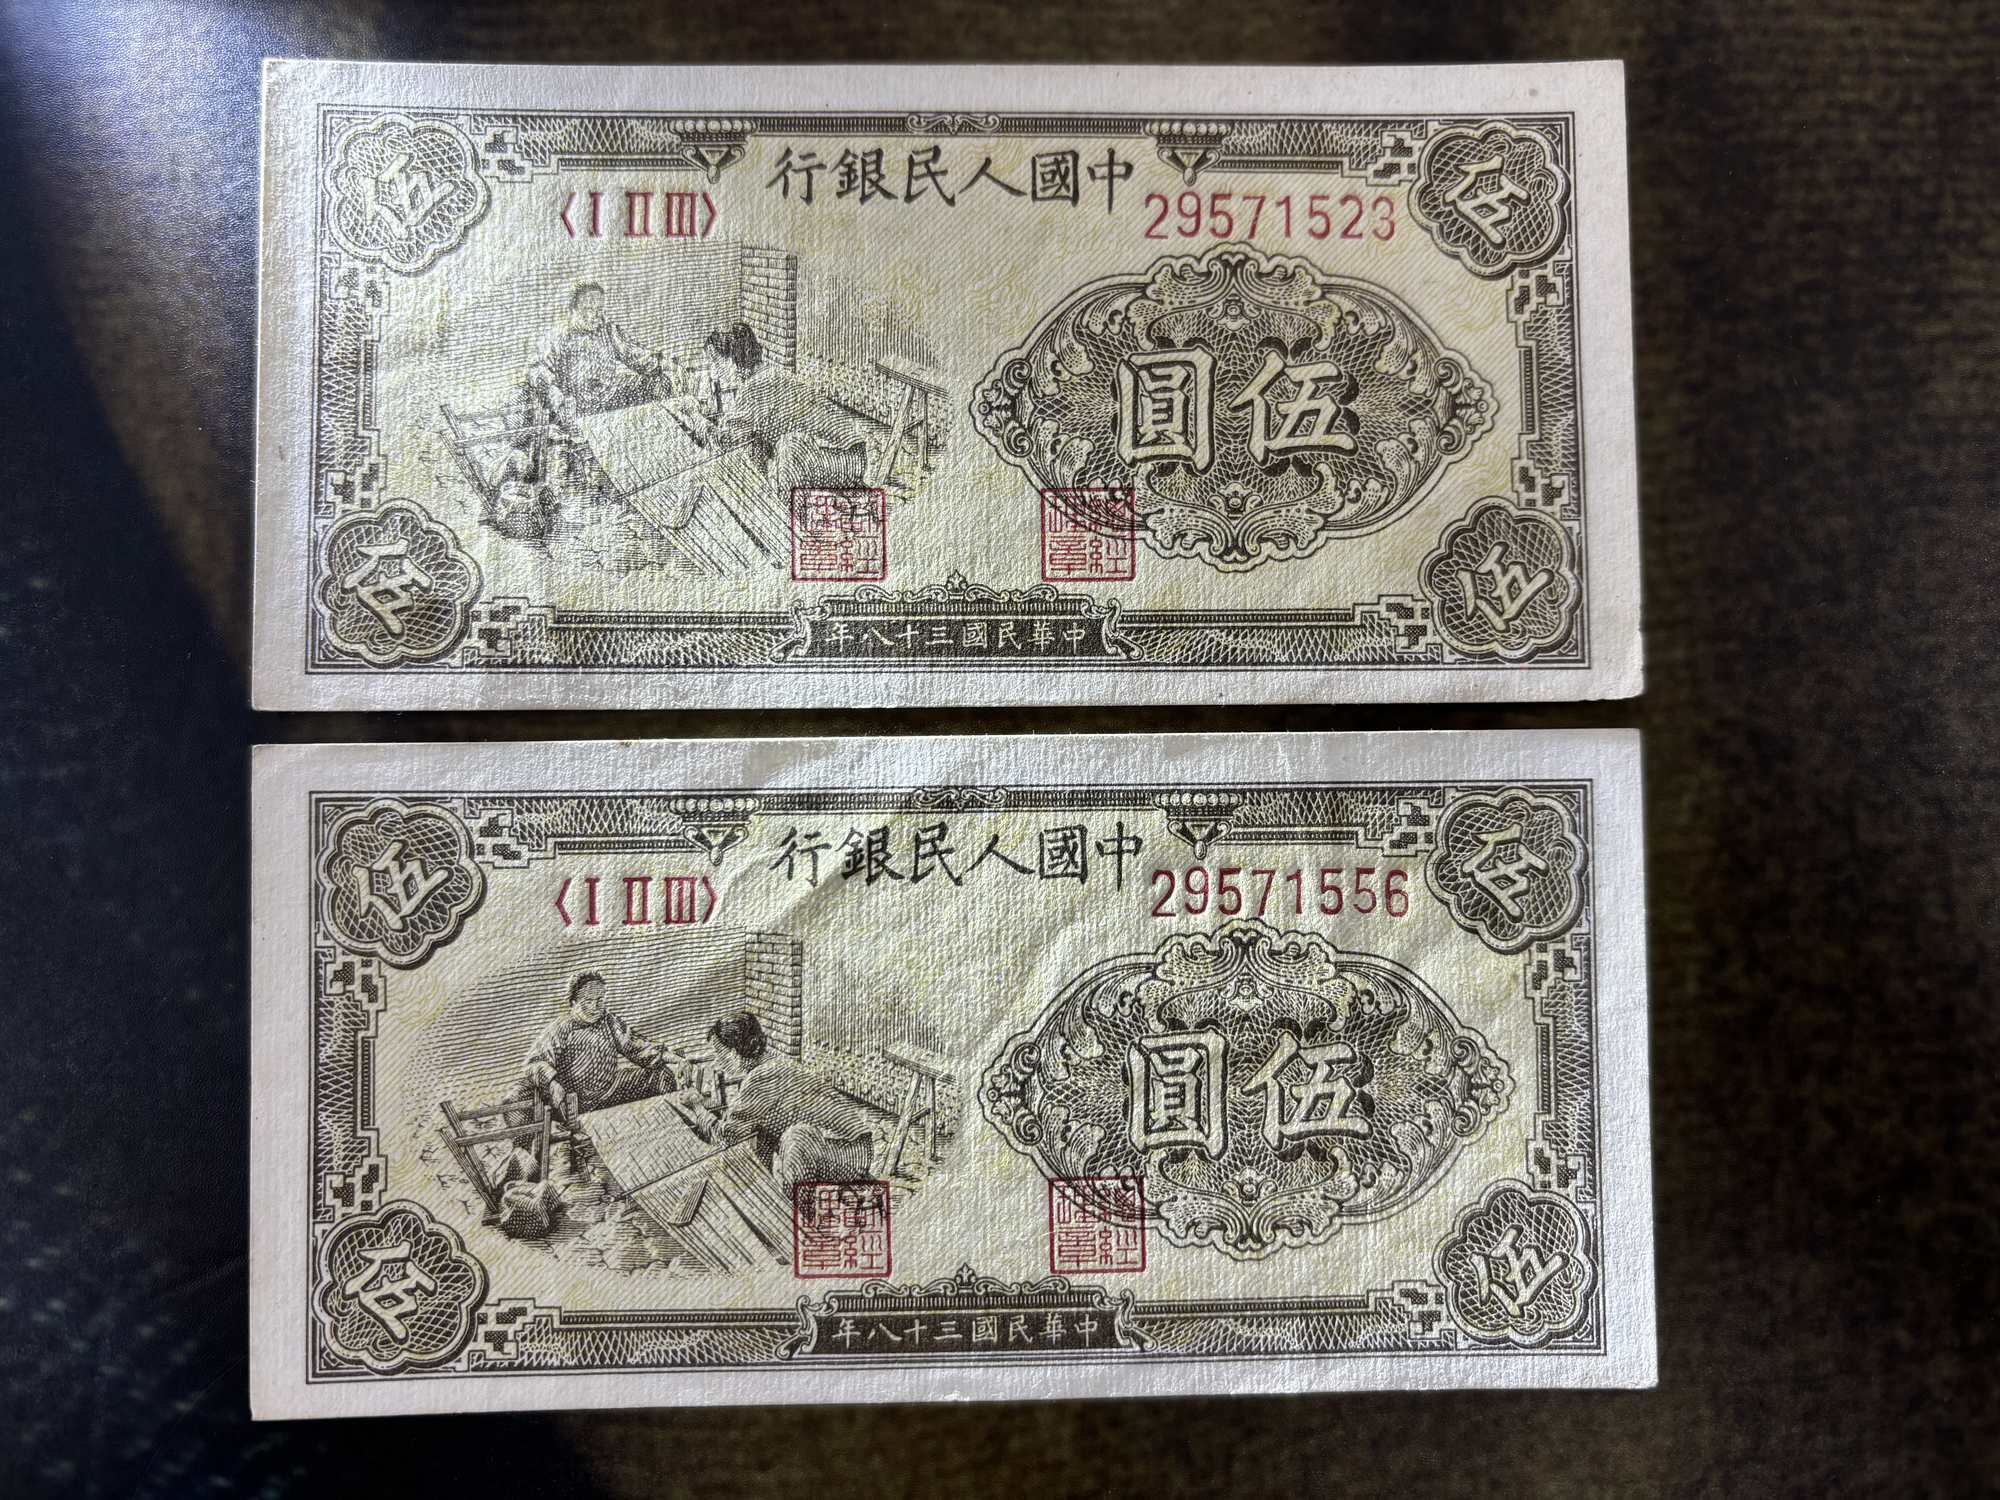 中國人民銀行
〈I II III〉 29571523
伍 伍
伍圓
伍 伍
中華民國三十八年
中國人民銀行
〈I II III〉 29571556
伍 伍
伍圓
伍 伍
中華民國三十八年